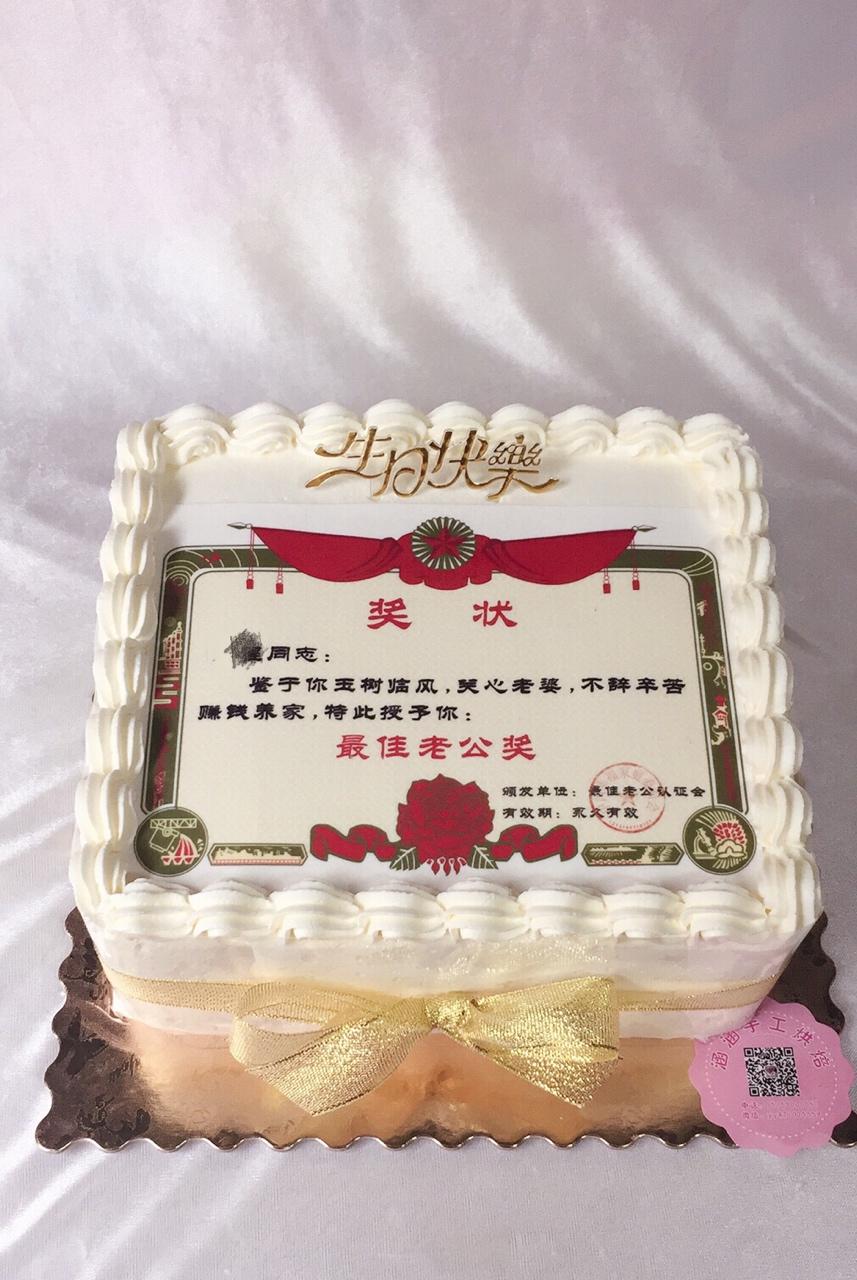 生日快樂
奖 状
同志：
鉴于你玉树临风，关心老婆，不辞辛苦
赚钱养家，特此授予你：
最佳老公奖
颁发单位：最佳老公认证会
有效期：永久有效
涵涵手工烘焙